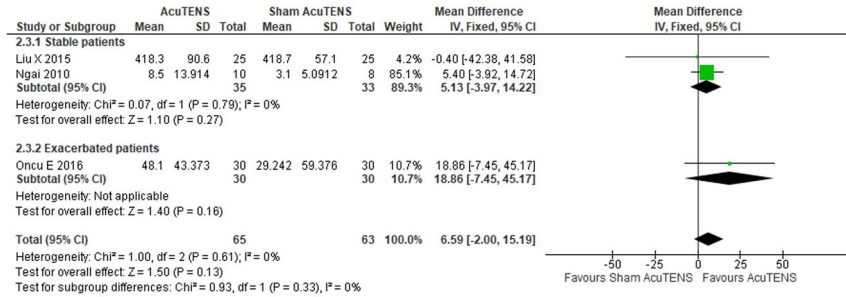 AcuTENS Sham AcuTENS Mean Difference Mean Difference
Study or Subgroup Mean SD Total Mean SD Total Weight IV, Fixed, 95% CI IV, Fixed, 95% CI
2.3.1 Stable patients
Liu X 2015 418.3 90.6 25 418.7 57.1 25 4.2% -0.40 [-42.38, 41.58]
Ngai 2010 8.5 13.914 10 3.1 5.0912 8 85.1% 5.40 [-3.92, 14.72]
Subtotal (95% CI) 35 33 89.3% 5.13 [-3.97, 14.22]
Heterogeneity: Chi² = 0.07, df = 1 (P = 0.79); I² = 0%
Test for overall effect: Z = 1.10 (P = 0.27)
2.3.2 Exacerbated patients
Oncu E 2016 48.1 43.373 30 29.242 59.376 30 10.7% 18.86 [-7.45, 45.17]
Subtotal (95% CI) 30 30 10.7% 18.86 [-7.45, 45.17]
Heterogeneity: Not applicable
Test for overall effect: Z = 1.40 (P = 0.16)
Total (95% CI) 65 63 100.0% 6.59 [-2.00, 15.19]
Heterogeneity: Chi² = 1.00, df = 2 (P = 0.61); I² = 0%
Test for overall effect: Z = 1.50 (P = 0.13)
Test for subgroup differences: Chi² = 0.93, df = 1 (P = 0.33), I² = 0%
-50 -25 0 25 50
Favours Sham AcuTENS Favours AcuTENS